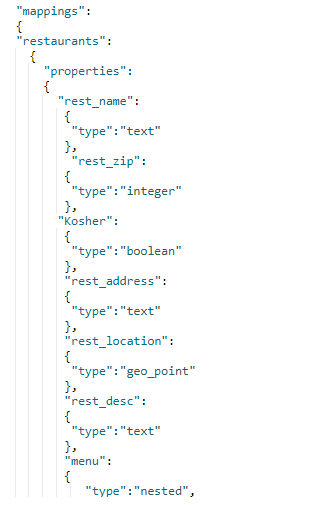 "mappings":
{
"restaurants":
{
"properties":
{
"rest_name":
{
"type":"text"
},
"rest_zip":
{
"type":"integer"
},
"Kosher":
{
"type":"boolean"
},
"rest_address":
{
"type":"text"
},
"rest_location":
{
"type":"geo_point"
},
"rest_desc":
{
"type":"text"
},
"menu":
{
"type":"nested",